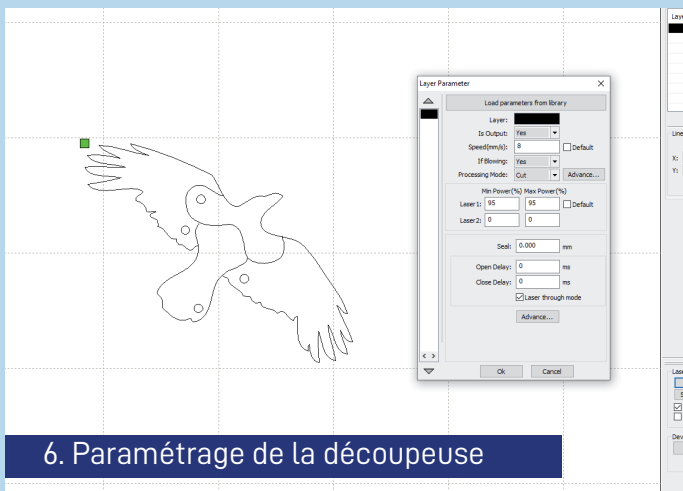 Layer Parameter
Load parameters from library
Layer:
Is Output: Yes
Speed(mm/s): 8 Default
If Blowing: Yes
Processing Mode: Cut Advance...
Min Power(%) Max Power(%)
Laser1: 95 95 Default
Laser2: 0 0
Seal: 0.000 mm
Open Delay: 0 ms
Close Delay: 0 ms
Laser through mode
Advance...
Ok Cancel
X:
Y:
6. Paramétrage de la découpeuse